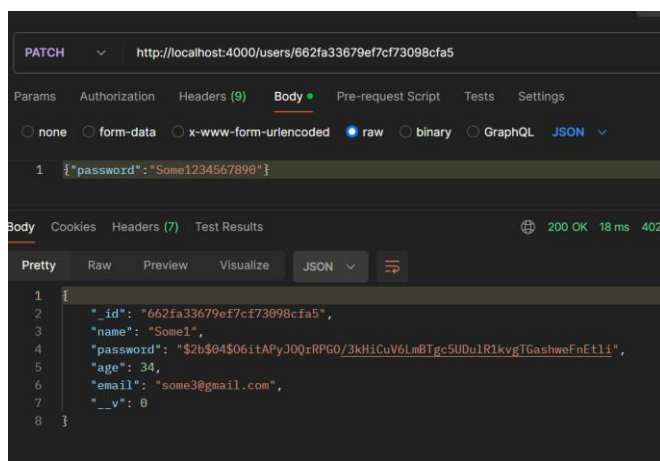 PATCH http://localhost:4000/users/662fa33679ef7cf73098cfa5
Params Authorization Headers (9) Body Pre-request Script Tests Settings
none form-data x-www-form-urlencoded raw binary GraphQL JSON
1 {"password":"Some1234567890"}
Body Cookies Headers (7) Test Results 200 OK 18 ms 402
Pretty Raw Preview Visualize JSON
1 {
2 "_id": "662fa33679ef7cf73098cfa5",
3 "name": "Some1",
4 "password": "$2b$04$O6itAPyJOQrRPGO/3kHiCuV6LmBTgc5UDulR1kvgTGashweFnEtli",
5 "age": 34,
6 "email": "some3@gmail.com",
7 "__v": 0
8 }